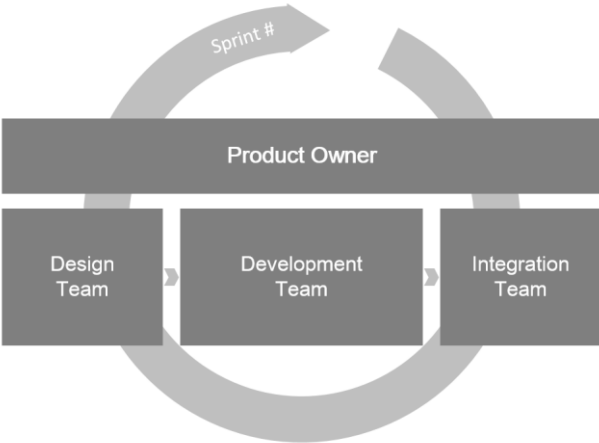 Sprint #
Product Owner
Design
Team
Development
Team
Integration
Team